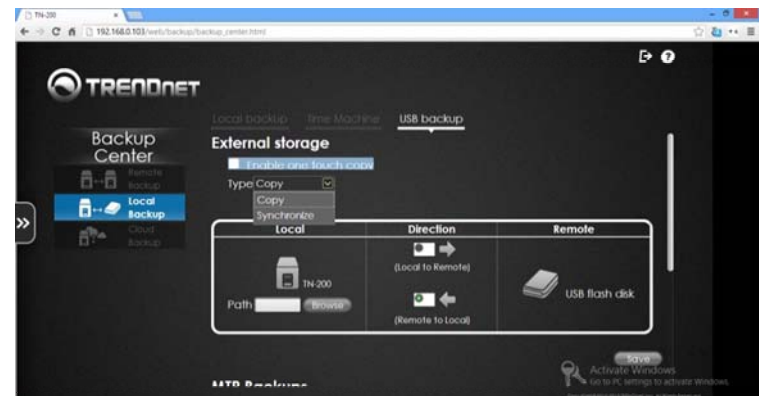 TN-200
192.168.0.103/web/backup/backup_center.html
TRENDNET
Local backup Time Machine USB backup
Backup
Center
External storage
Remote
Backup
Enable one touch copy
Type Copy
Local
Backup
Copy
Synchronize
Cloud
Backup
Local Direction Remote
(Local to Remote)
TN-200
USB flash disk
Path Browse
(Remote to Local)
Save
Activate Windows
Go to PC settings to activate Windows.
MTP Backups